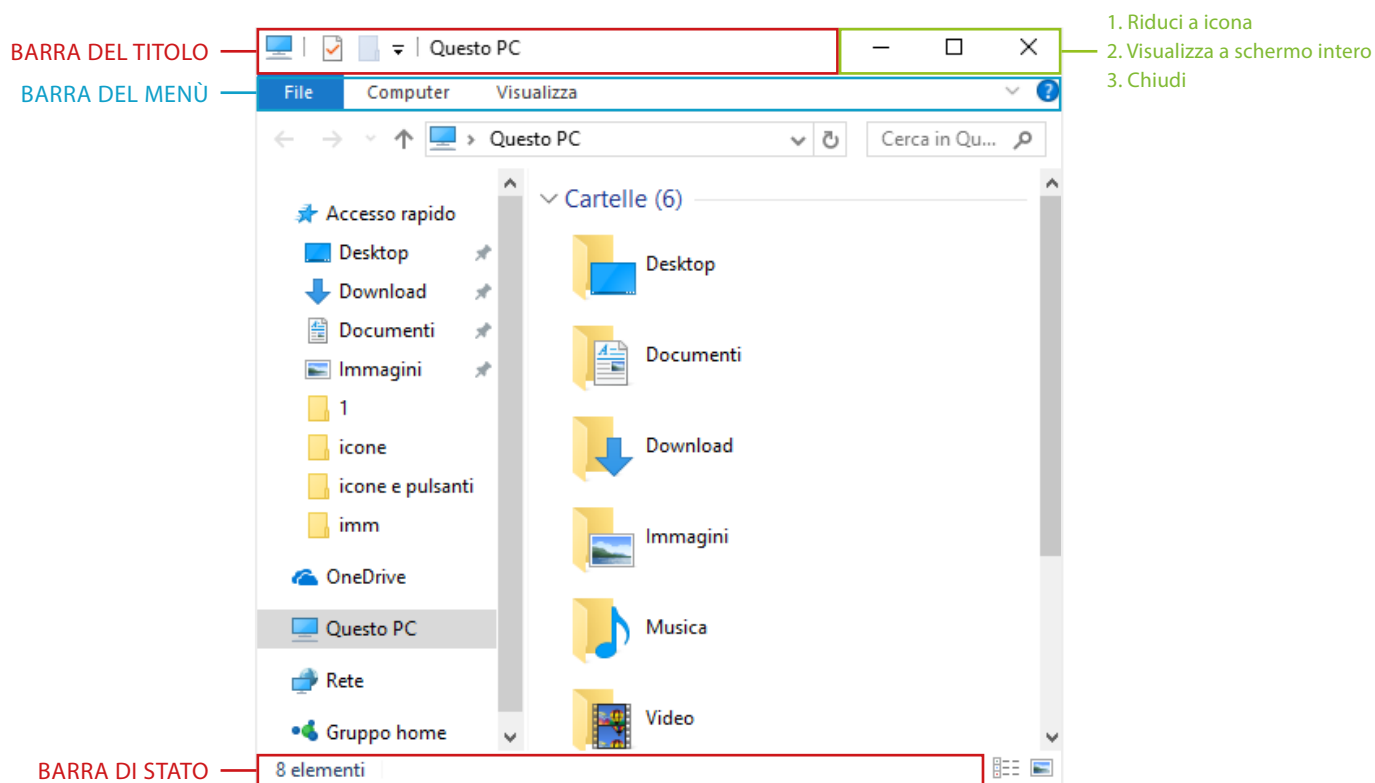 1. Riduci a icona
BARRA DEL TITOLO
Questo PC
2. Visualizza a schermo intero
3. Chiudi
BARRA DEL MENÙ
File Computer Visualizza
?
Questo PC
Cerca in Qu...
Accesso rapido
Desktop
Download
Documenti
Immagini
1
icone
icone e pulsanti
imm
OneDrive
Questo PC
Rete
Gruppo home
Cartelle (6)
Desktop
Documenti
Download
Immagini
Musica
Video
BARRA DI STATO
8 elementi